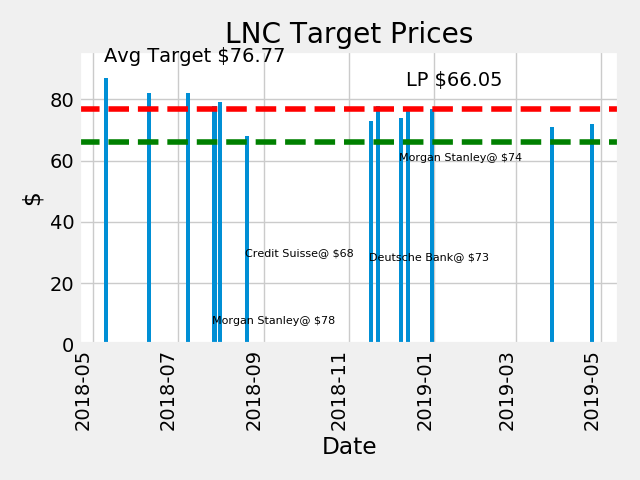 LNC Target Prices
Avg Target $76.77
LP $66.05
80
60
40
20
0
$
Morgan Stanley@ $74
Credit Suisse@ $68
Deutsche Bank@ $73
Morgan Stanley@ $78
2018-05
2018-07
2018-09
2018-11
2019-01
2019-03
2019-05
Date